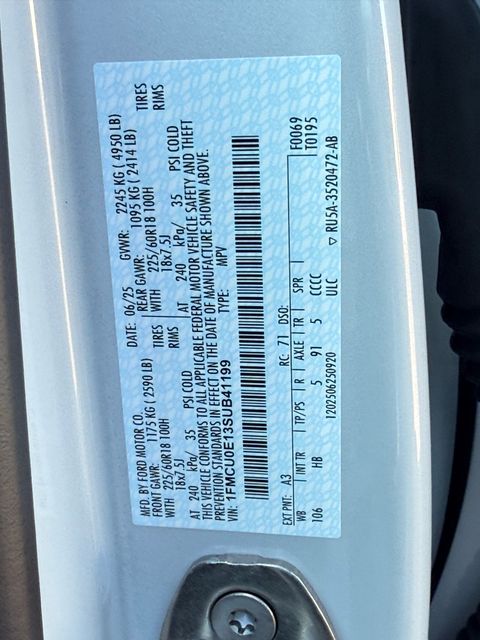 MFD. BY FORD MOTOR CO.
DATE: 06/25 GVWR: 2245 KG ( 4950 LB)
FRONT GAWR: 1175 KG ( 2590 LB) REAR GAWR: 1095 KG ( 2414 LB)
WITH 225/60R18 100H TIRES WITH 225/60R18 100H TIRES
18x7.5J RIMS 18x7.5J RIMS
AT 240 kPa/ 35 PSI COLD AT 240 kPa/ 35 PSI COLD
THIS VEHICLE CONFORMS TO ALL APPLICABLE FEDERAL MOTOR VEHICLE SAFETY AND THEFT
PREVENTION STANDARDS IN EFFECT ON THE DATE OF MANUFACTURE SHOWN ABOVE.
VIN: 1FMCU0E13SUB41199 TYPE: MPV
F0069
T0195
EXT PNT: A3 RC: 71 DSO:
WB INT TR TP/PS R AXLE TR SPR
106 HB 5 91 5 CCCC
1202506250920 ULC
▽ RU5A-3520472-AB